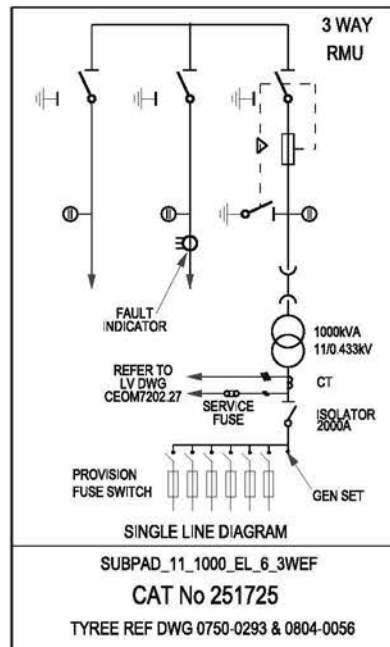 3 WAY
RMU
FAULT
INDICATOR
1000kVA
11/0.433kV
REFER TO
LV DWG
CEOM7202.27
CT
SERVICE
FUSE
ISOLATOR
2000A
PROVISION
FUSE SWITCH
GEN SET
SINGLE LINE DIAGRAM
SUBPAD_11_1000_EL_6_3WEF
CAT No 251725
TYREE REF DWG 0750-0293 & 0804-0056